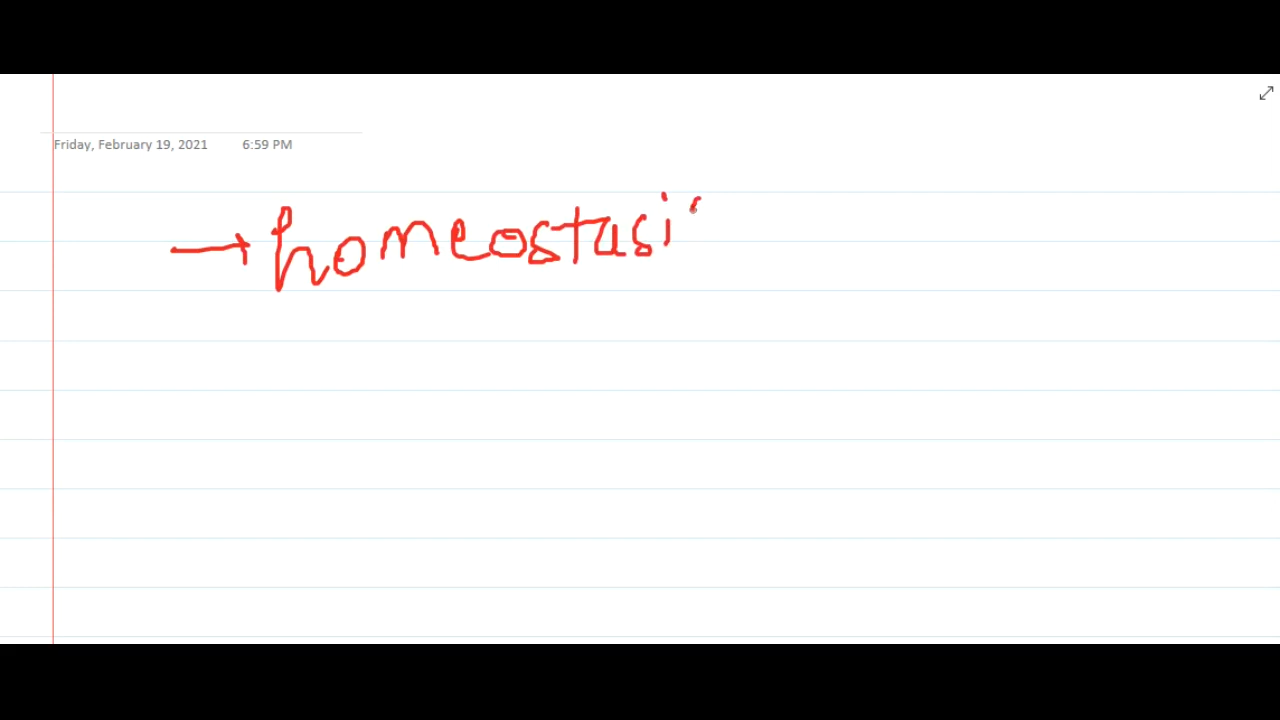 Friday, February 19, 2021 6:59 PM
→ homeostasi